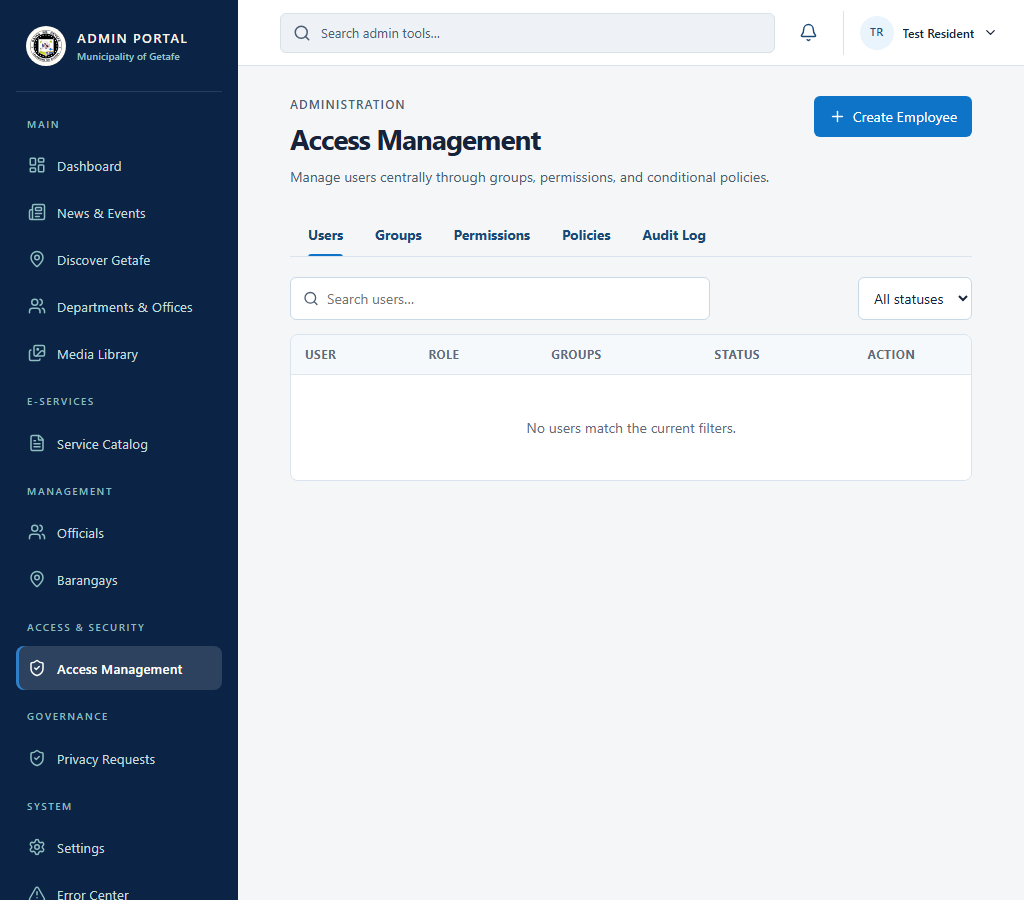 ADMIN PORTAL
Municipality of Getafe
MAIN
Dashboard
News & Events
Discover Getafe
Departments & Offices
Media Library
E-SERVICES
Service Catalog
MANAGEMENT
Officials
Barangays
ACCESS & SECURITY
Access Management
GOVERNANCE
Privacy Requests
SYSTEM
Settings
Error Center
Search admin tools...
TR
Test Resident
ADMINISTRATION
Create Employee
Access Management
Manage users centrally through groups, permissions, and conditional policies.
Users Groups Permissions Policies Audit Log
Search users...
All statuses
USER ROLE GROUPS STATUS ACTION
No users match the current filters.